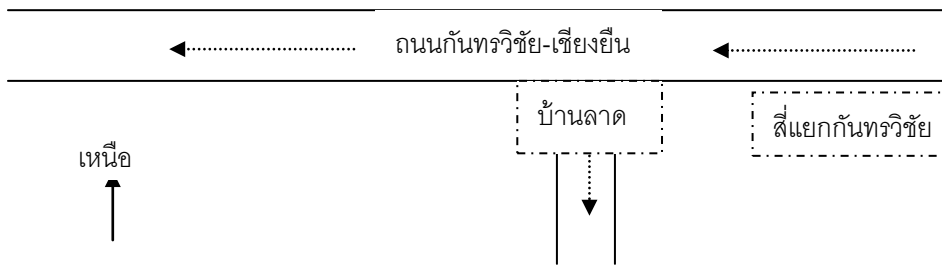 ถนนกันทรวิชัย-เชียงยืน
บ้านลาด
สี่แยกกันทรวิชัย
เหนือ